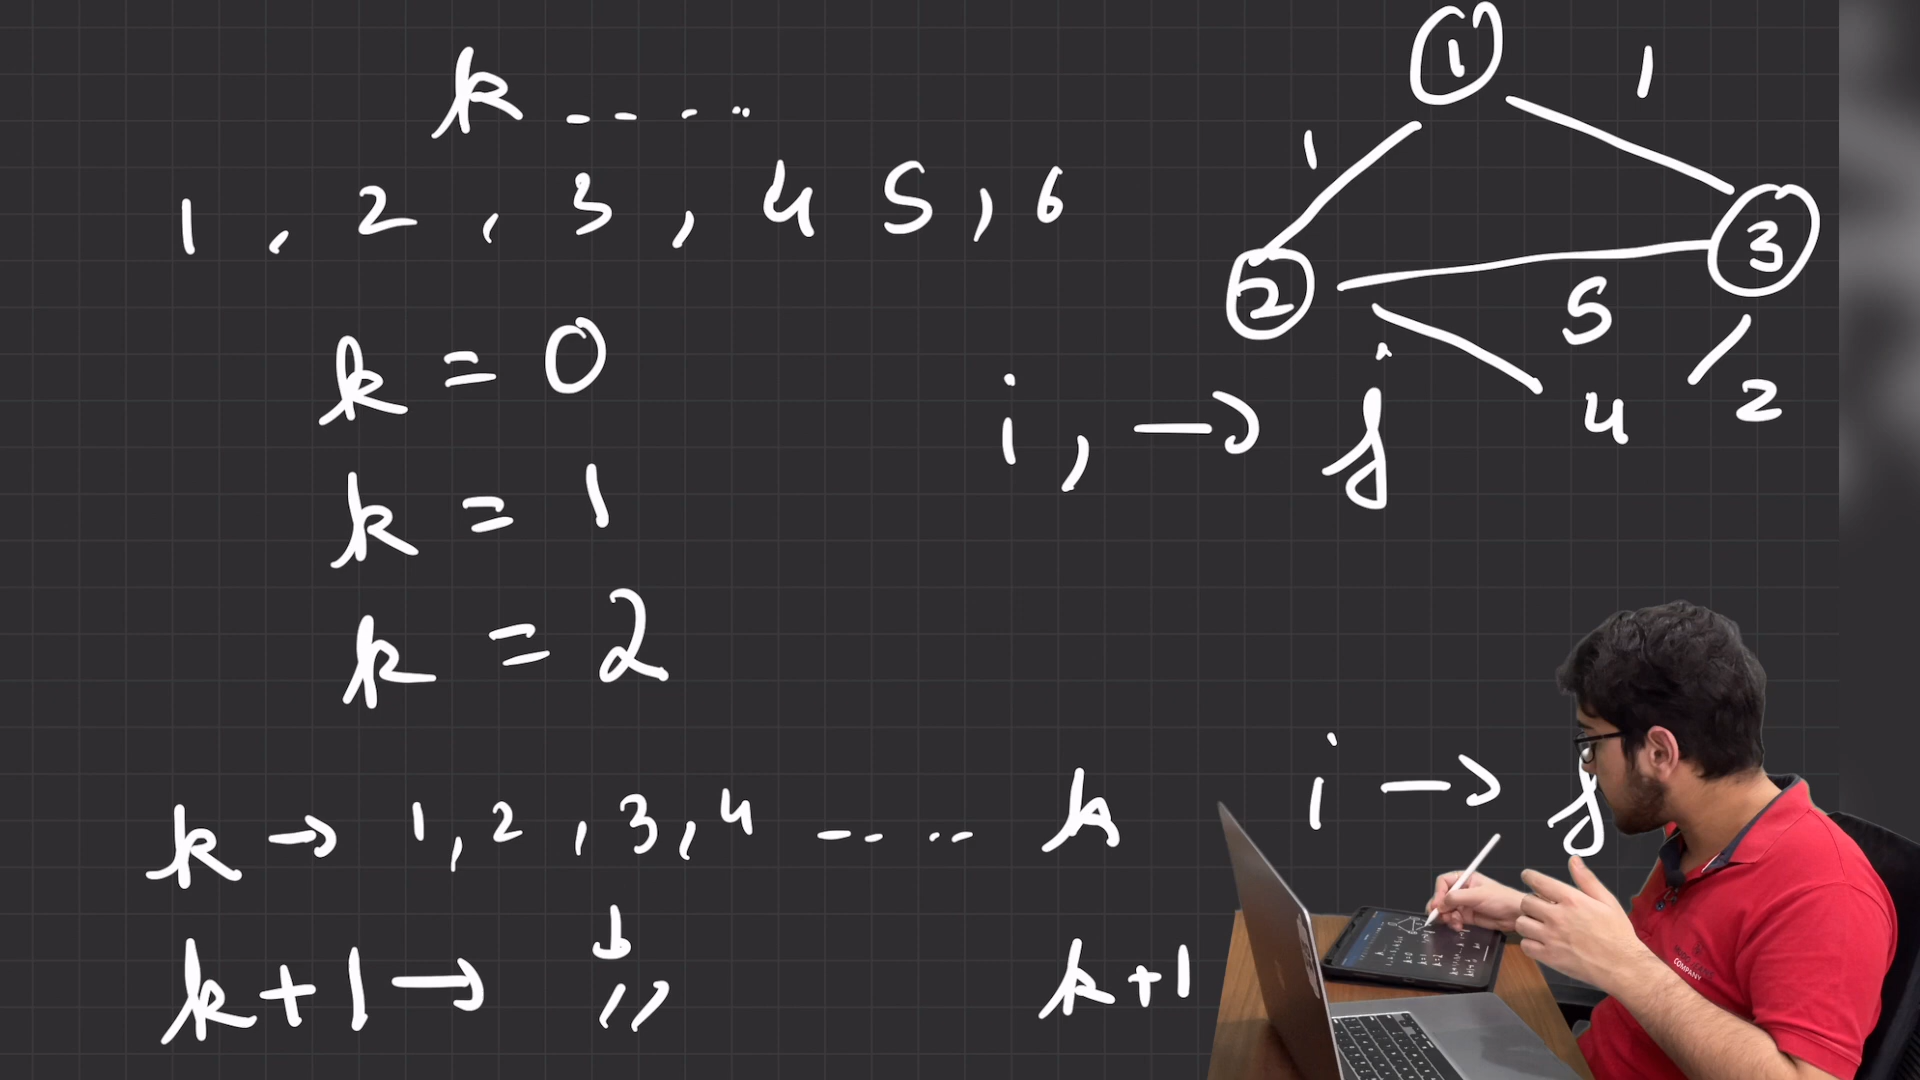 k ....
1 , 2 , 3 , 4 5 , 6
k = 0
k = 1
k = 2
k → 1, 2, 3, 4 .... k
k+1 → " k+1
1
1
1
2
3
5
4
2
i, → j
i → j
COMPANY